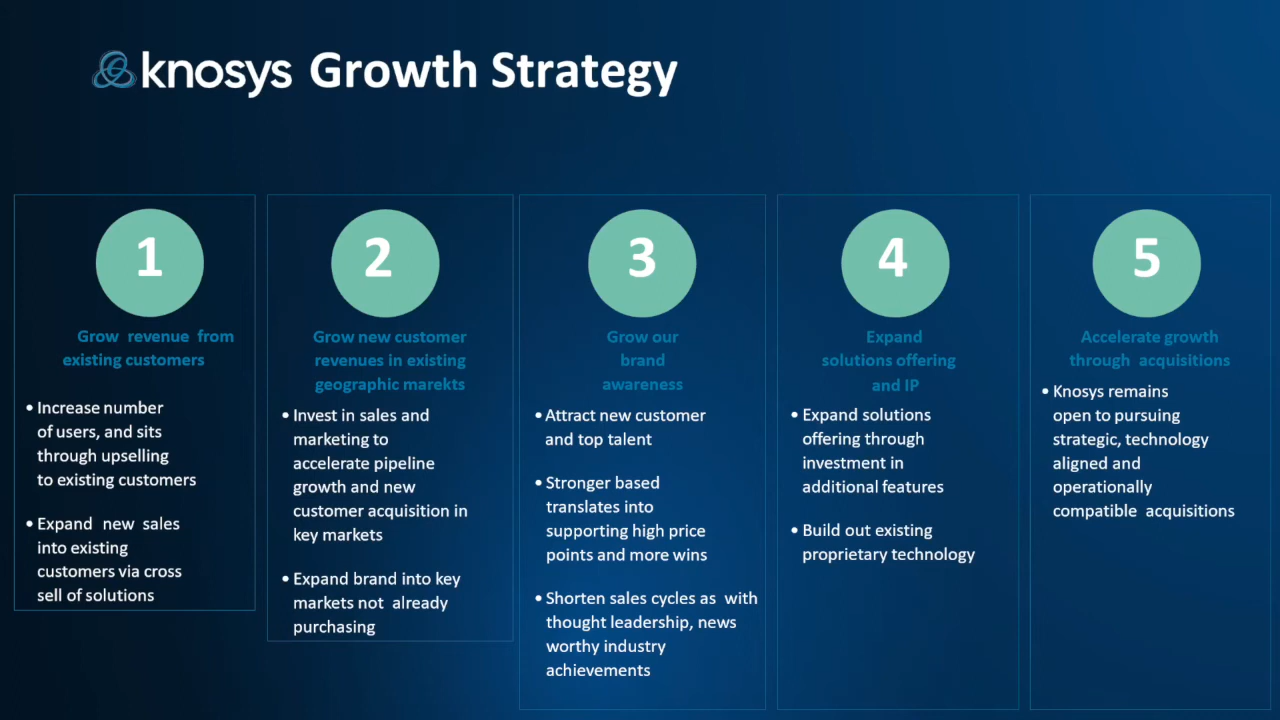 knosys Growth Strategy
1
Grow revenue from
existing customers
• Increase number
of users, and sits
through upselling
to existing customers
• Expand new sales
into existing
customers via cross
sell of solutions
2
Grow new customer
revenues in existing
geographic marekts
• Invest in sales and
marketing to
accelerate pipeline
growth and new
customer acquisition in
key markets
• Expand brand into key
markets not already
purchasing
3
Grow our
brand
awareness
• Attract new customer
and top talent
• Stronger based
translates into
supporting high price
points and more wins
• Shorten sales cycles as with
thought leadership, news
worthy industry
achievements
4
Expand
solutions offering
and IP
• Expand solutions
offering through
investment in
additional features
• Build out existing
proprietary technology
5
Accelerate growth
through acquisitions
• Knosys remains
open to pursuing
strategic, technology
aligned and
operationally
compatible acquisitions